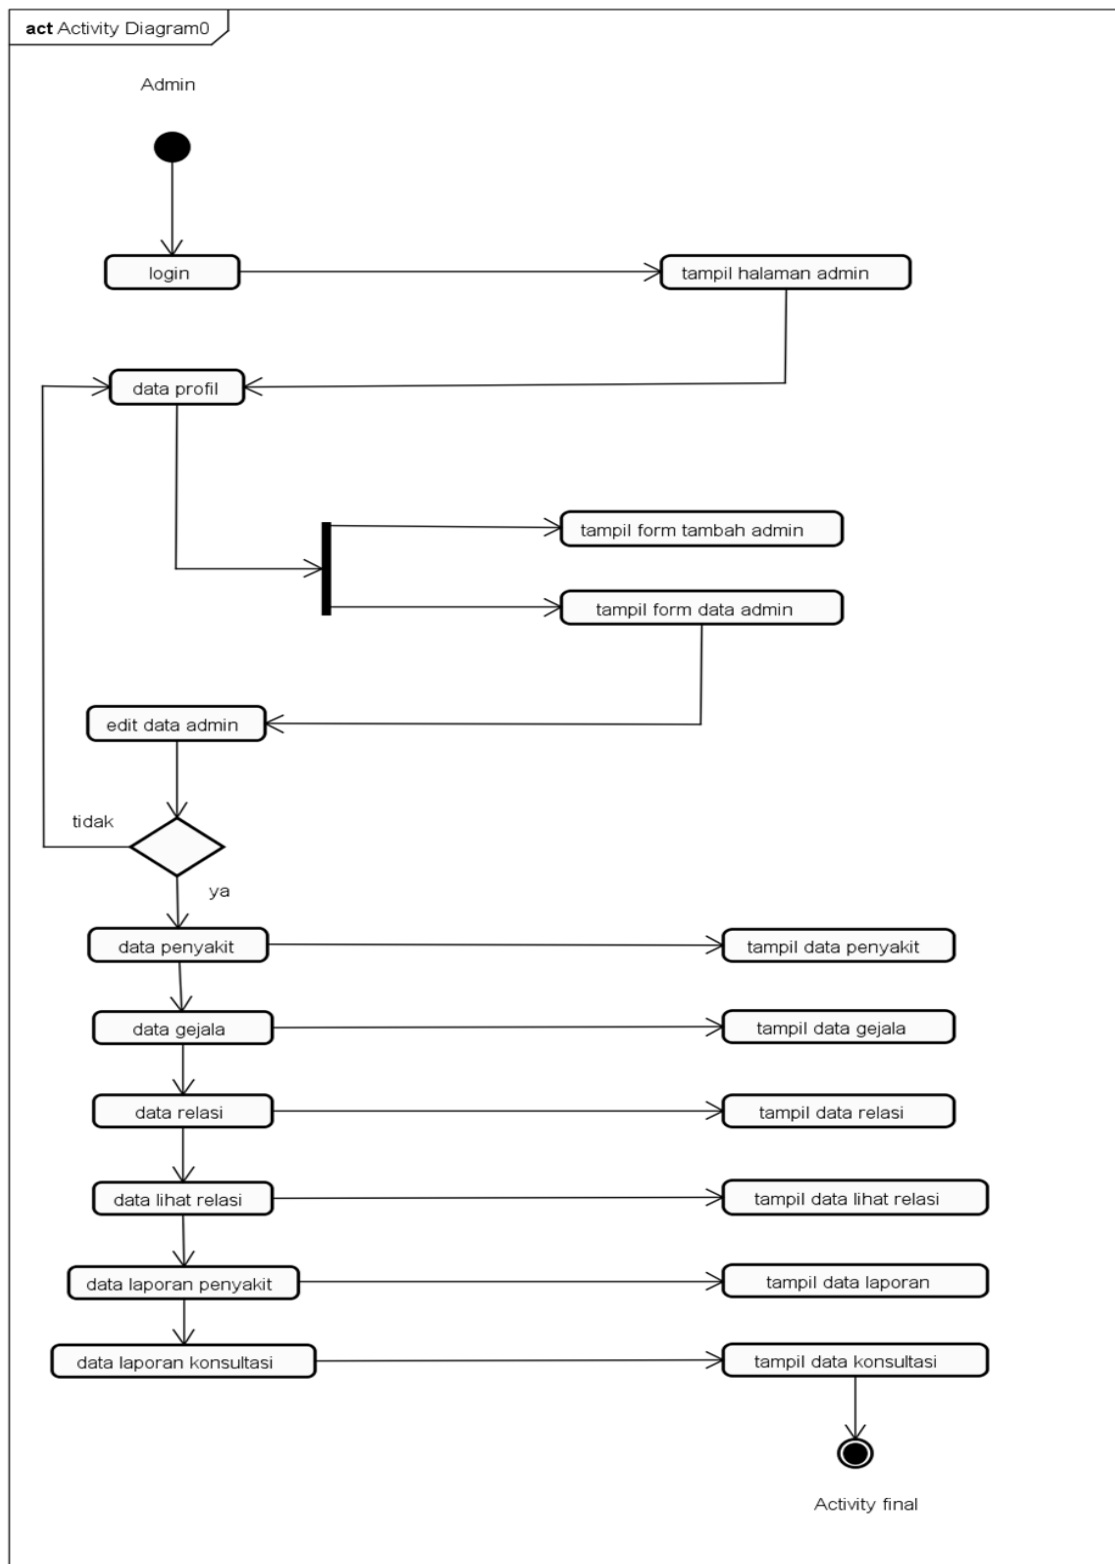 act Activity Diagram0
Admin
login
tampil halaman admin
data profil
tampil form tambah admin
tampil form data admin
edit data admin
tidak
ya
data penyakit
tampil data penyakit
data gejala
tampil data gejala
data relasi
tampil data relasi
data lihat relasi
tampil data lihat relasi
data laporan penyakit
tampil data laporan
data laporan konsultasi
tampil data konsultasi
Activity final